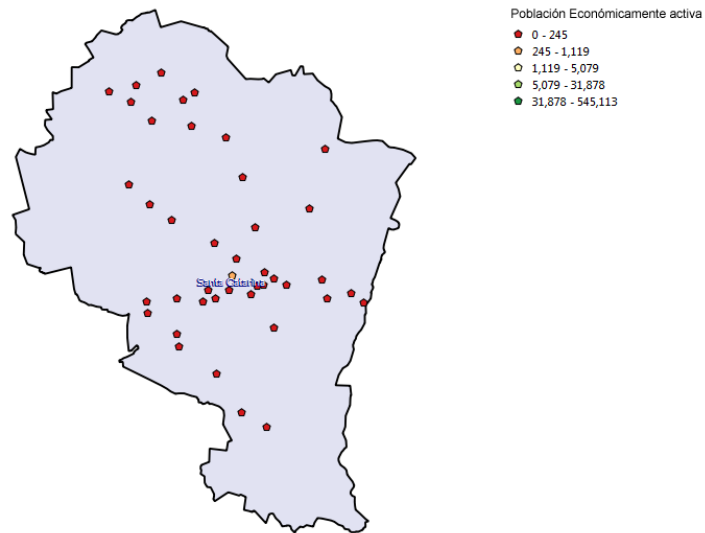 Población Económicamente activa
0 - 245
245 - 1,119
1,119 - 5,079
5,079 - 31,878
31,878 - 545,113
Santa Catarina